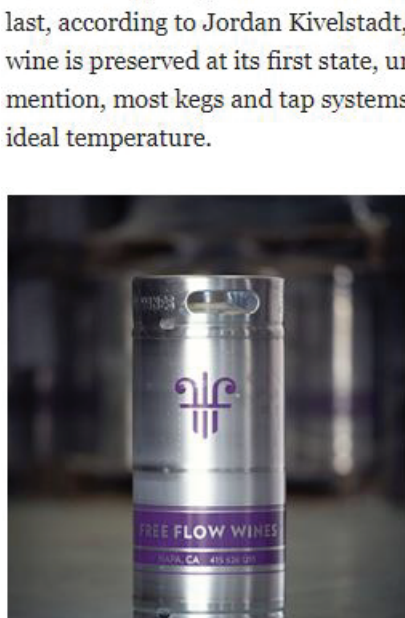 last, according to Jordan Kivelstadt,
wine is preserved at its first state, un
mention, most kegs and tap systems
ideal temperature.
FREE FLOW WINES
NAPA, CA